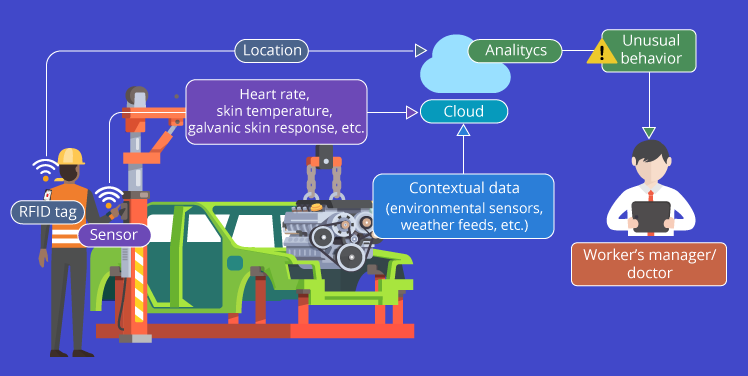 Location
Analitycs
Unusual
behavior
Heart rate,
skin temperature,
galvanic skin response, etc.
Cloud
Contextual data
(environmental sensors,
weather feeds, etc.)
RFID tag
Sensor
Worker's manager/
doctor